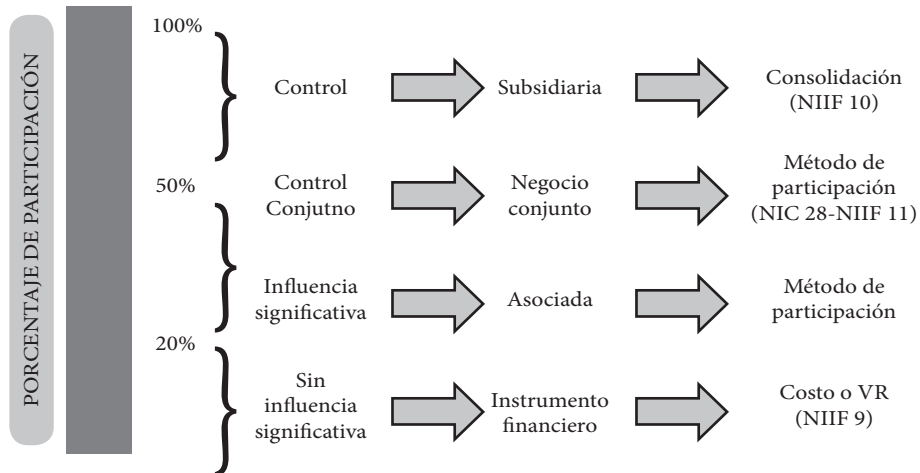 PORCENTAJE DE PARTICIPACIÓN
100%
Control
Subsidiaria
Consolidación
(NIIF 10)
50%
Control
Conjutno
Negocio
conjunto
Método de
participación
(NIC 28-NIIF 11)
Influencia
significativa
Asociada
Método de
participación
20%
Sin
influencia
significativa
Instrumento
financiero
Costo o VR
(NIIF 9)